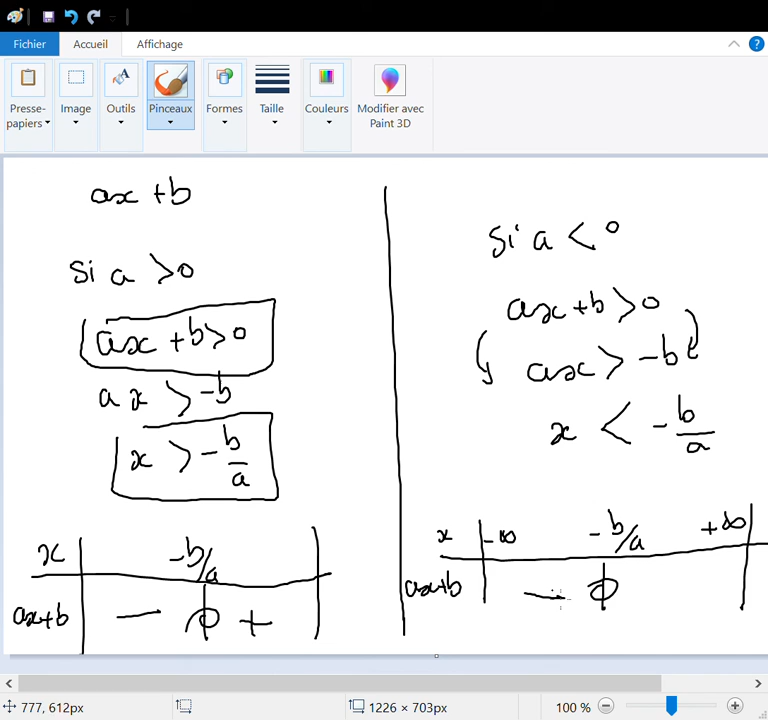 Fichier Accueil Affichage
Presse-papiers Image Outils Pinceaux Formes Taille Couleurs Modifier avec Paint 3D
ax + b
si a > 0
ax + b > 0
ax > -b
x > -b/a
x -b/a
ax+b - 0 +
si a < 0
ax + b > 0
ax > -b
x < -b/a
x -∞ -b/a +∞
ax+b - 0
777, 612px 1226 × 703px 100 %